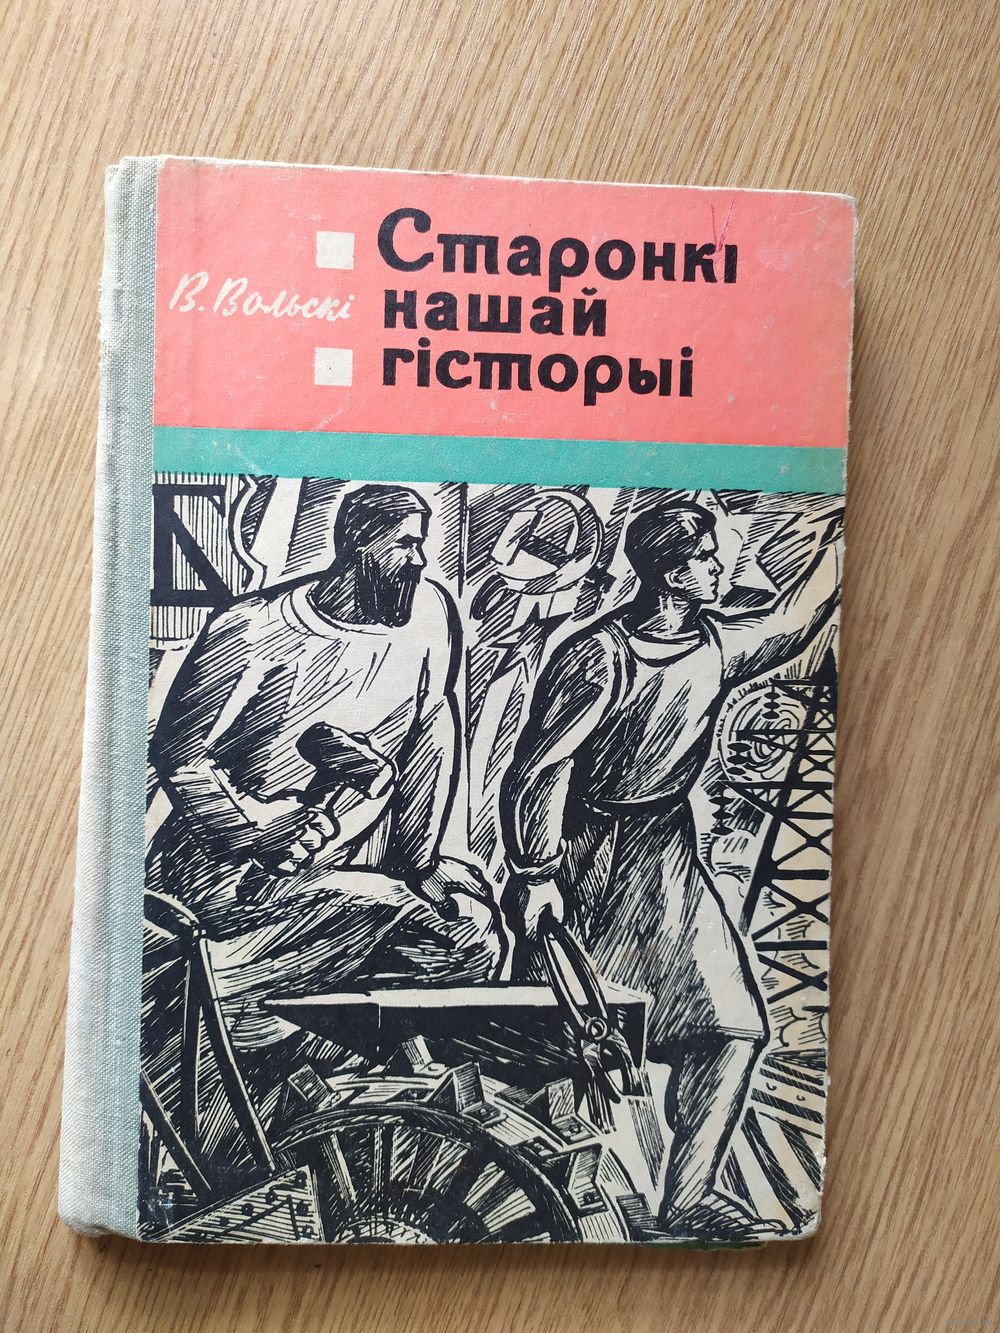 В. Вольскі
Старонкі
нашай
гісторыі